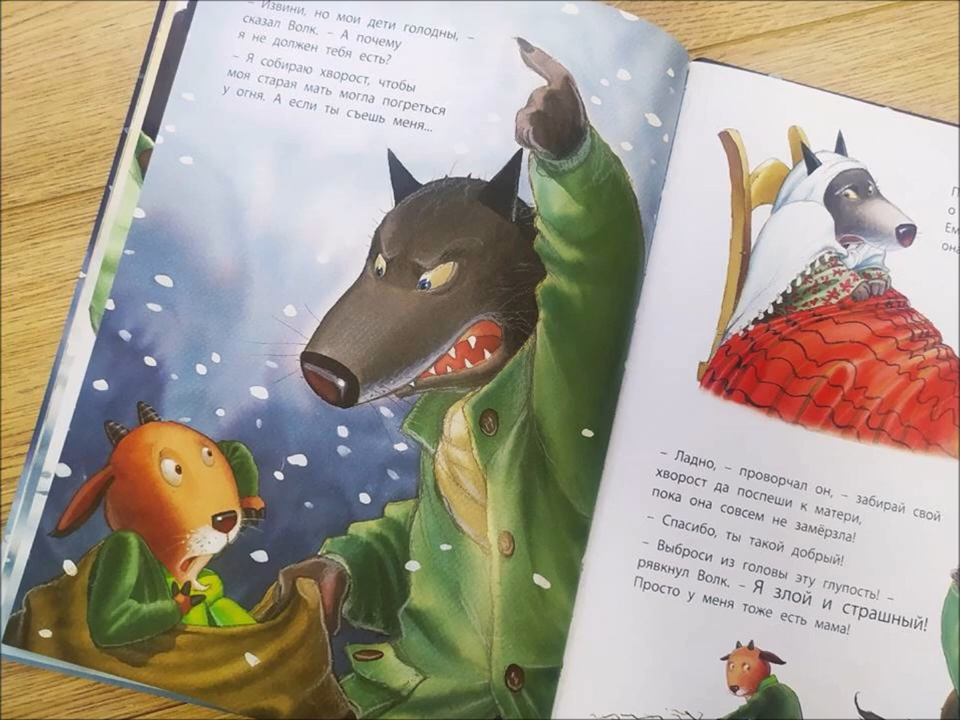 – Извини, но мои дети голодны, –
сказал Волк. – А почему
я не должен тебя есть?
– Я собираю хворост, чтобы
моя старая мать могла погреться
у огня. А если ты съешь меня...
– Ладно, – проворчал он, – забирай свой
хворост да поспеши к матери,
пока она совсем не замёрзла!
– Спасибо, ты такой добрый!
– Выброси из головы эту глупость! –
рявкнул Волк. – Я злой и страшный!
Просто у меня тоже есть мама!